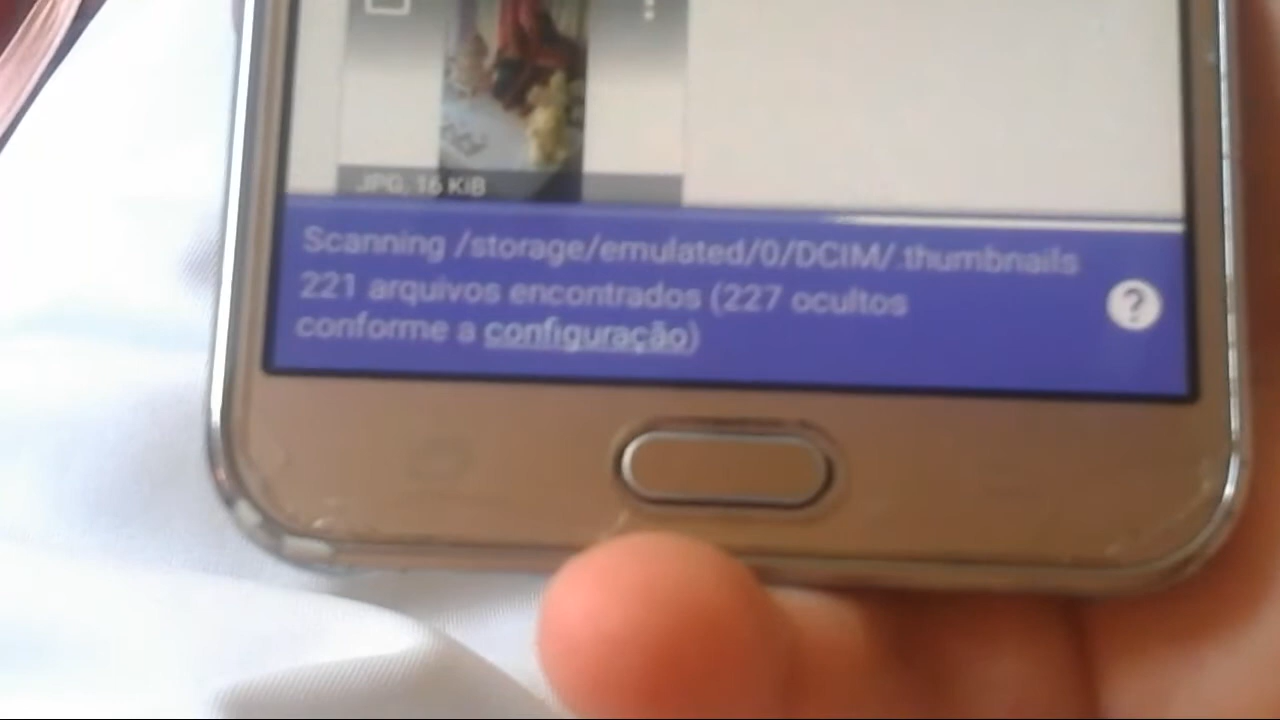 JPG, 16 KiB
Scanning /storage/emulated/0/DCIM/.thumbnails
221 arquivos encontrados (227 ocultos
conforme a configuração)
?